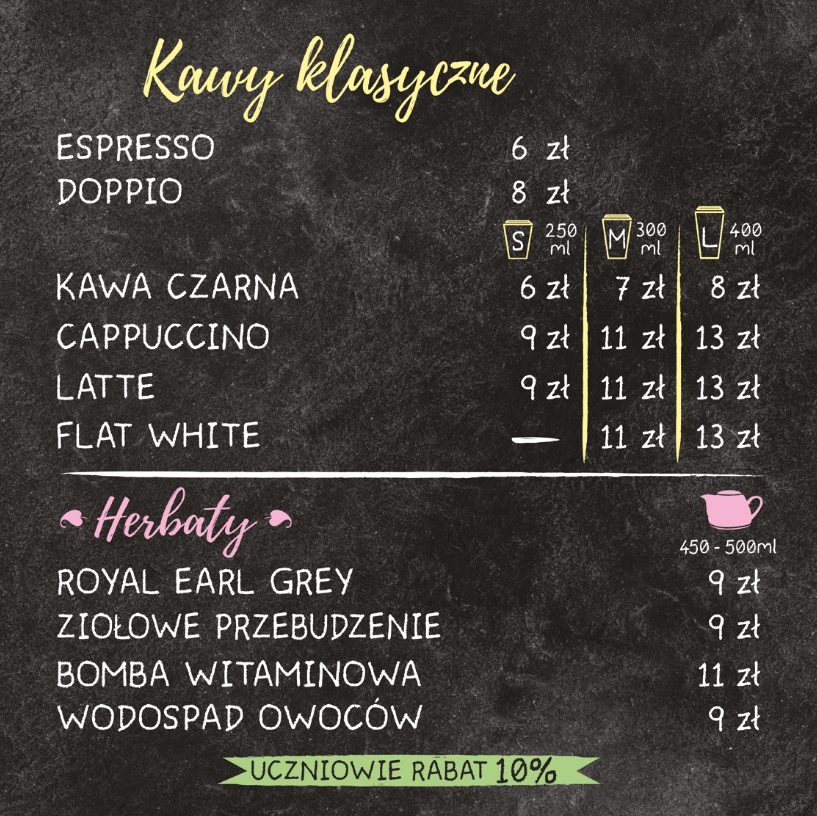 Kawy klasyczne
ESPRESSO 6 zł
DOPPIO 8 zł
S 250 ml M 300 ml L 400 ml
KAWA CZARNA 6 zł 7 zł 8 zł
CAPPUCCINO 9 zł 11 zł 13 zł
LATTE 9 zł 11 zł 13 zł
FLAT WHITE — 11 zł 13 zł
Herbaty
450 - 500ml
ROYAL EARL GREY 9 zł
ZIOŁOWE PRZEBUDZENIE 9 zł
BOMBA WITAMINOWA 11 zł
WODOSPAD OWOCÓW 9 zł
UCZNIOWIE RABAT 10%